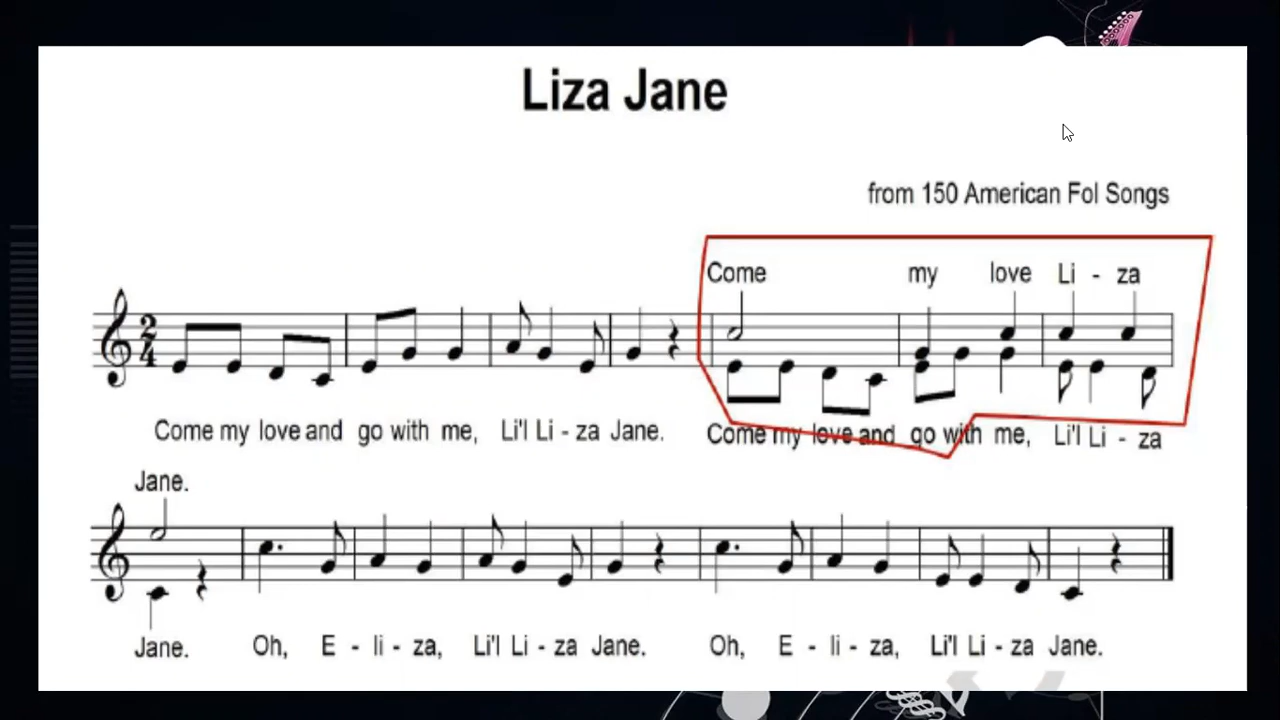 Liza Jane
from 150 American Fol Songs
Come my love Li - za
2
4
Come my love and go with me, Li'l Li - za Jane. Come my love and go with me, Li'l Li - za
Jane.
Jane. Oh, E - li - za, Li'l Li - za Jane. Oh, E - li - za, Li'l Li - za Jane.